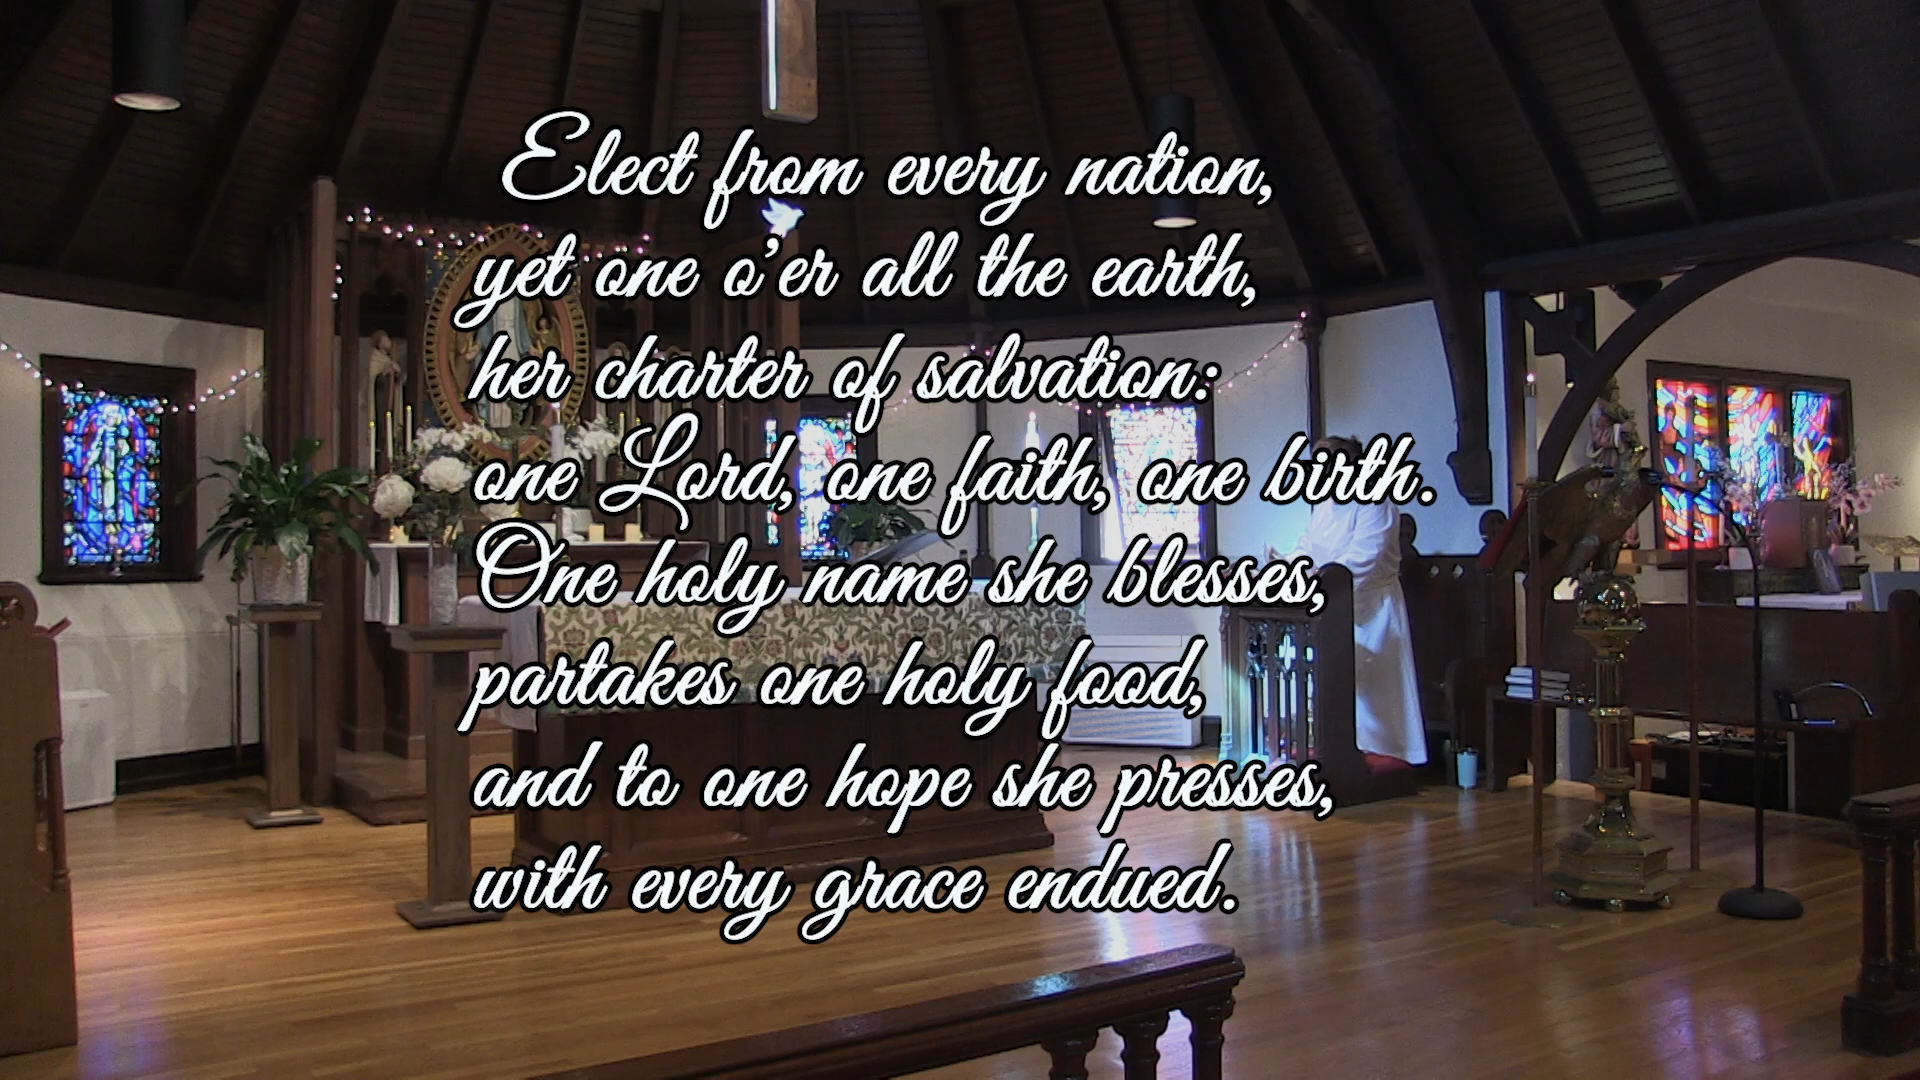 Elect from every nation,
yet one o'er all the earth,
her charter of salvation:
one Lord, one faith, one birth.
One holy name she blesses,
partakes one holy food,
and to one hope she presses,
with every grace endued.